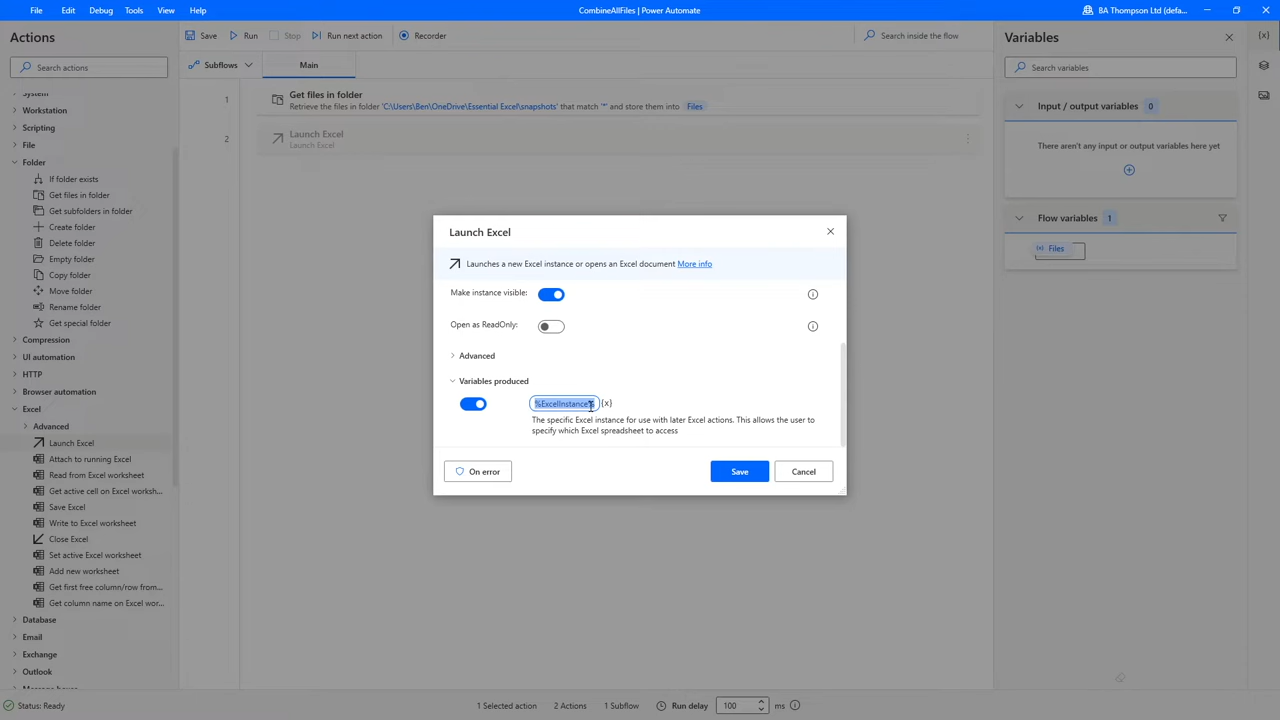 File Edit Debug Tools View Help
CombineAllFiles | Power Automate
BA Thompson Ltd (defa...
Actions
Search actions
System
Workstation
Scripting
File
Folder
If folder exists
Get files in folder
Get subfolders in folder
Create folder
Delete folder
Empty folder
Copy folder
Move folder
Rename folder
Get special folder
Compression
UI automation
HTTP
Browser automation
Excel
Advanced
Launch Excel
Attach to running Excel
Read from Excel worksheet
Get active cell on Excel worksh...
Save Excel
Write to Excel worksheet
Close Excel
Set active Excel worksheet
Add new worksheet
Get first free column/row from...
Get column name on Excel wor...
Database
Email
Exchange
Outlook
Message boxes
Save Run Stop Run next action Recorder
Search inside the flow
Subflows Main
1
Get files in folder
Retrieve the files in folder 'C:\Users\Ben\OneDrive\Essential Excel\snapshots' that match '*' and store them into Files
2
Launch Excel
Launch Excel
Launch Excel
Launches a new Excel instance or opens an Excel document More info
Make instance visible:
Open as ReadOnly:
Advanced
Variables produced
%ExcelInstance% {x}
The specific Excel instance for use with later Excel actions. This allows the user to
specify which Excel spreadsheet to access
On error
Save Cancel
Variables
{x}
Search variables
Input / output variables 0
There aren't any input or output variables here yet
Flow variables 1
(x) Files
Status: Ready
1 Selected action 2 Actions 1 Subflow Run delay 100 ms